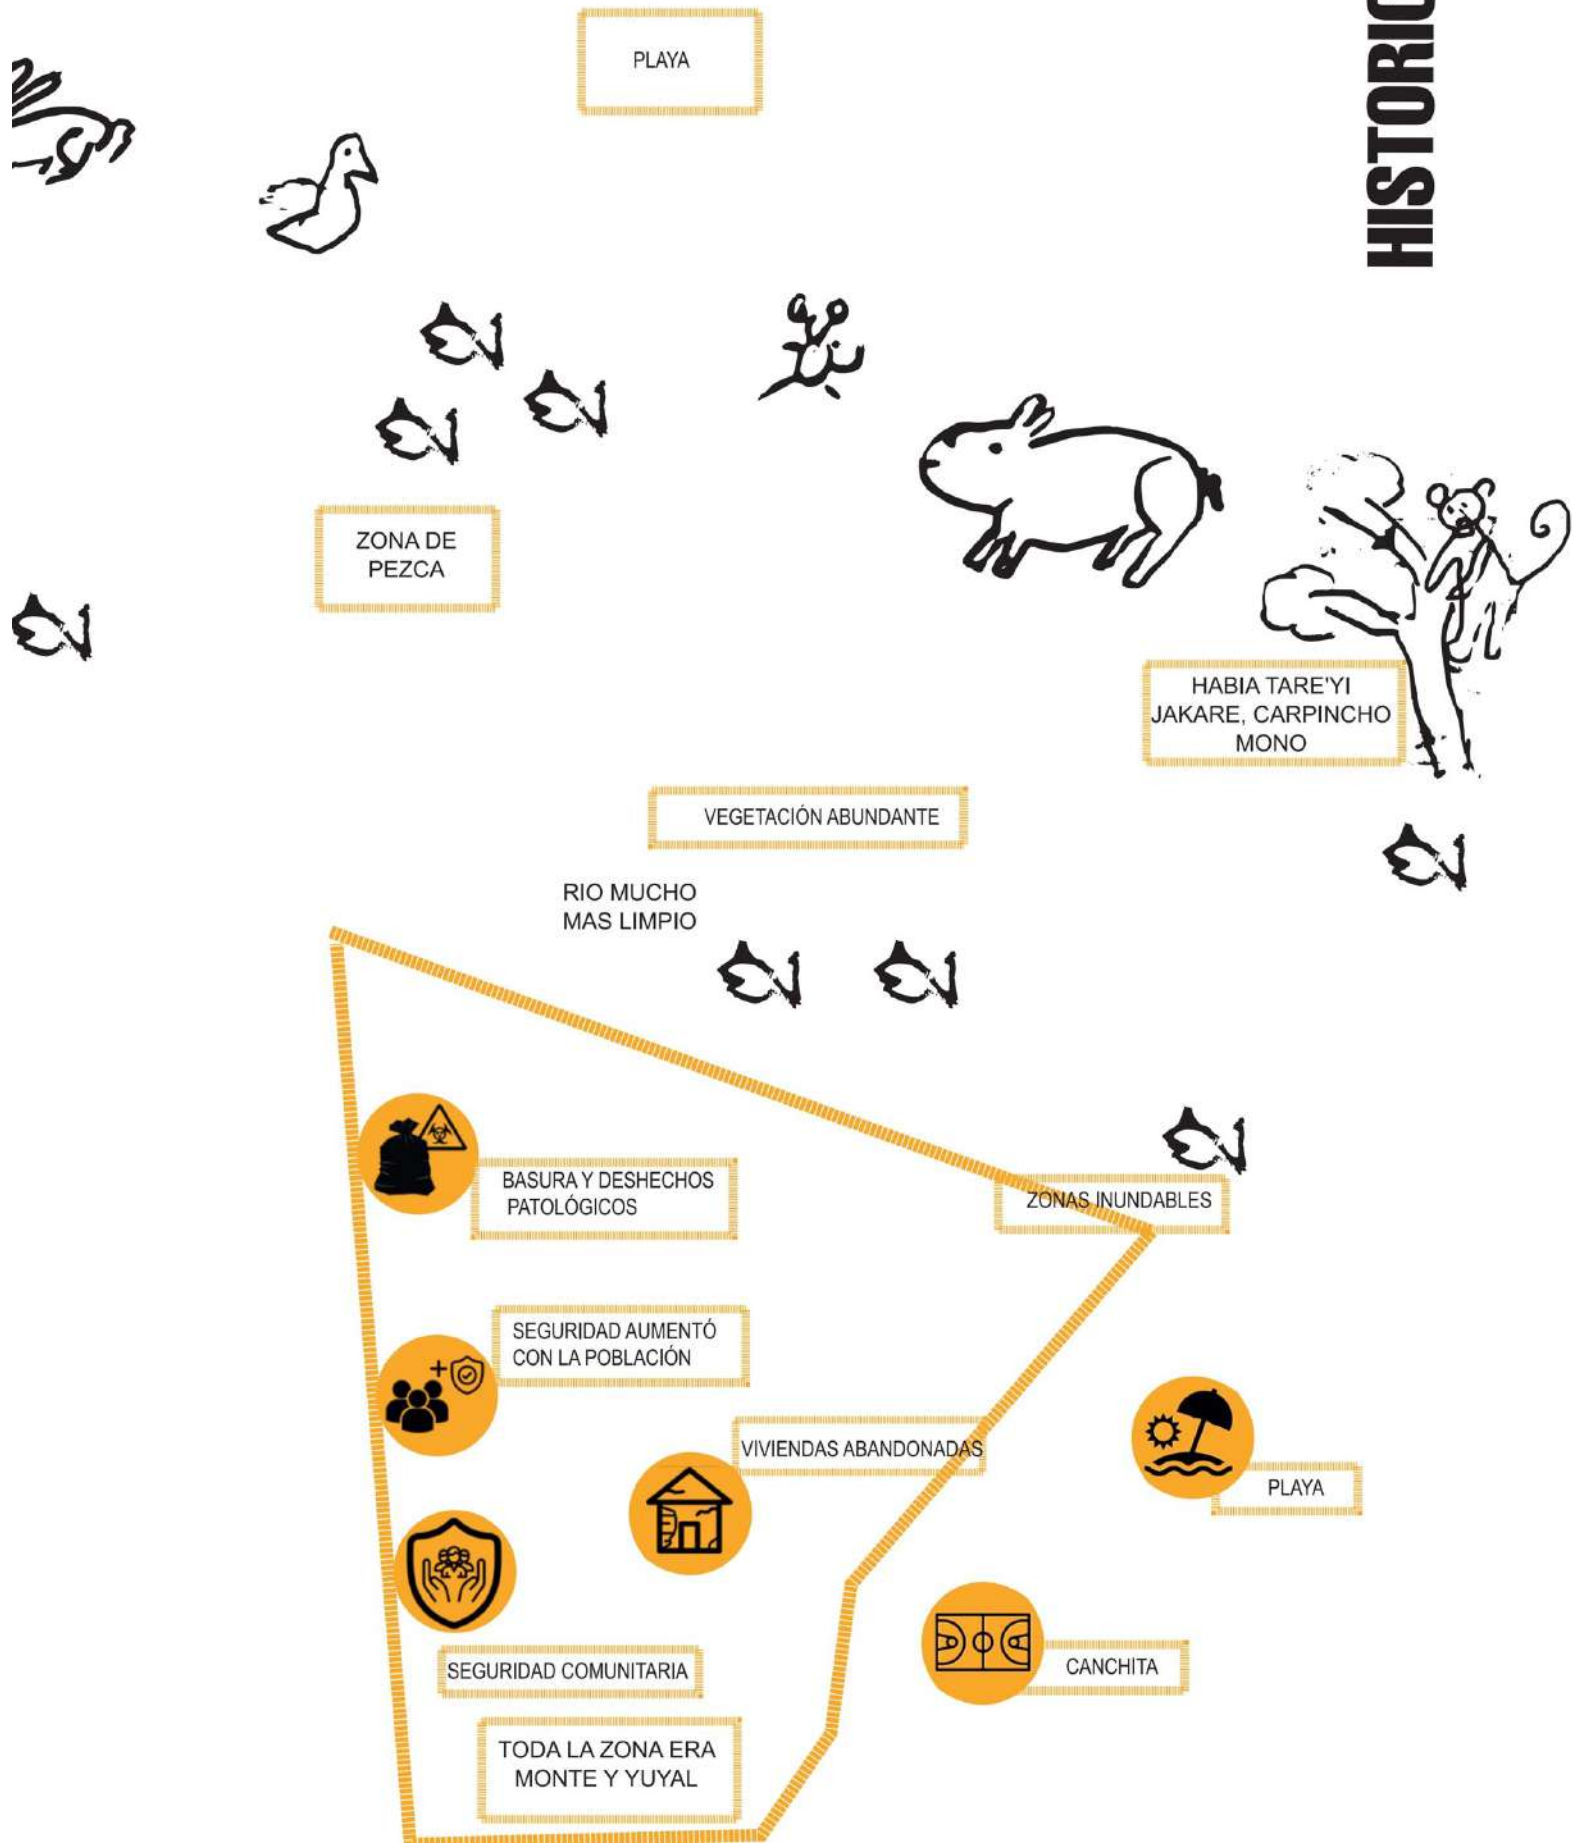 PLAYA
HISTORIC
ZONA DE
PEZCA
HABIA TARE'YI
JAKARE, CARPINCHO
MONO
VEGETACIÓN ABUNDANTE
RIO MUCHO
MAS LIMPIO
BASURA Y DESHECHOS
PATOLÓGICOS
ZONAS INUNDABLES
SEGURIDAD AUMENTÓ
CON LA POBLACIÓN
VIVIENDAS ABANDONADAS
PLAYA
CANCHITA
SEGURIDAD COMUNITARIA
TODA LA ZONA ERA
MONTE Y YUYAL